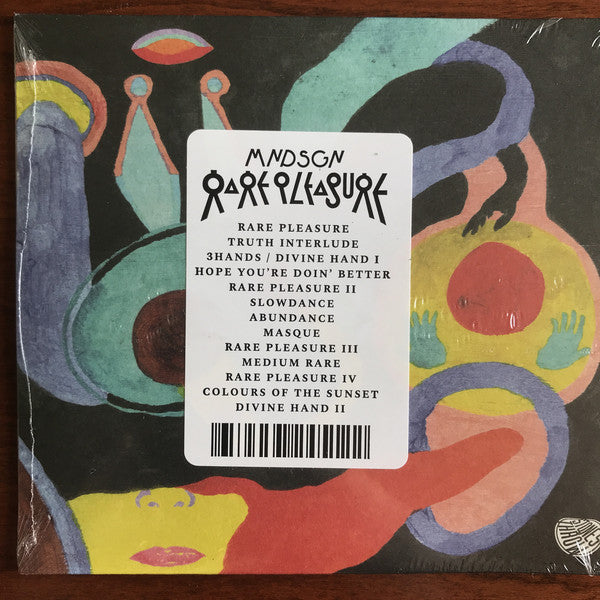 MNDSGN
RARE PLEASURE
RARE PLEASURE
TRUTH INTERLUDE
3HANDS / DIVINE HAND I
HOPE YOU'RE DOIN' BETTER
RARE PLEASURE II
SLOWDANCE
ABUNDANCE
MASQUE
RARE PLEASURE III
MEDIUM RARE
RARE PLEASURE IV
COLOURS OF THE SUNSET
DIVINE HAND II